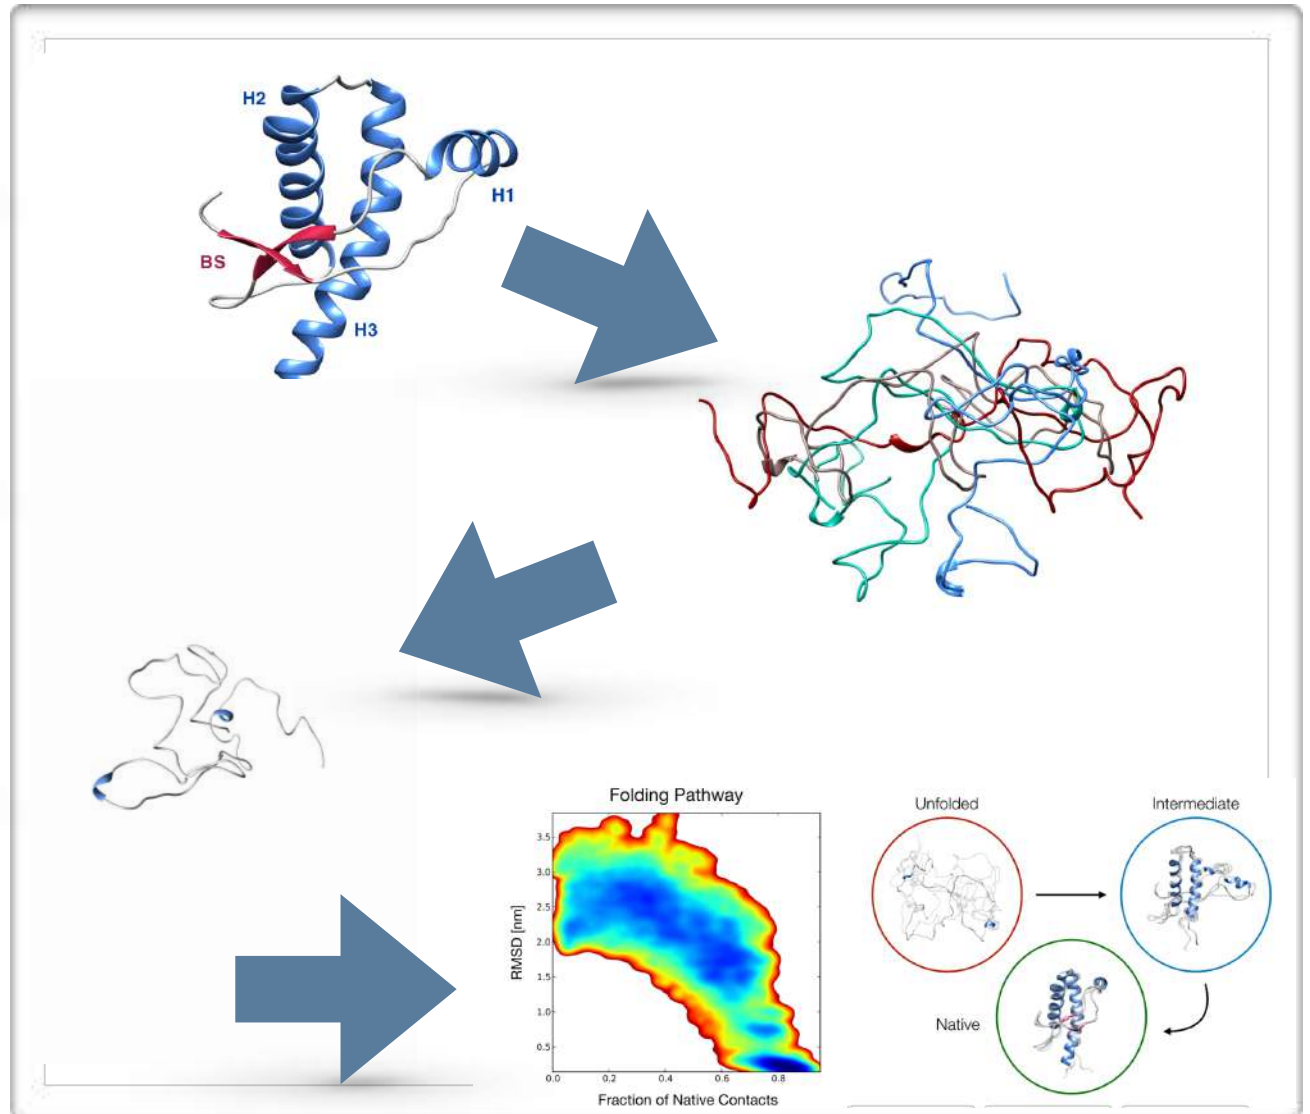 H2
H1
BS
H3
Folding Pathway
3.5
3.0
2.5
2.0
1.5
1.0
0.5
RMSD [nm]
0.0 0.2 0.4 0.6 0.8
Fraction of Native Contacts
Unfolded
Intermediate
Native